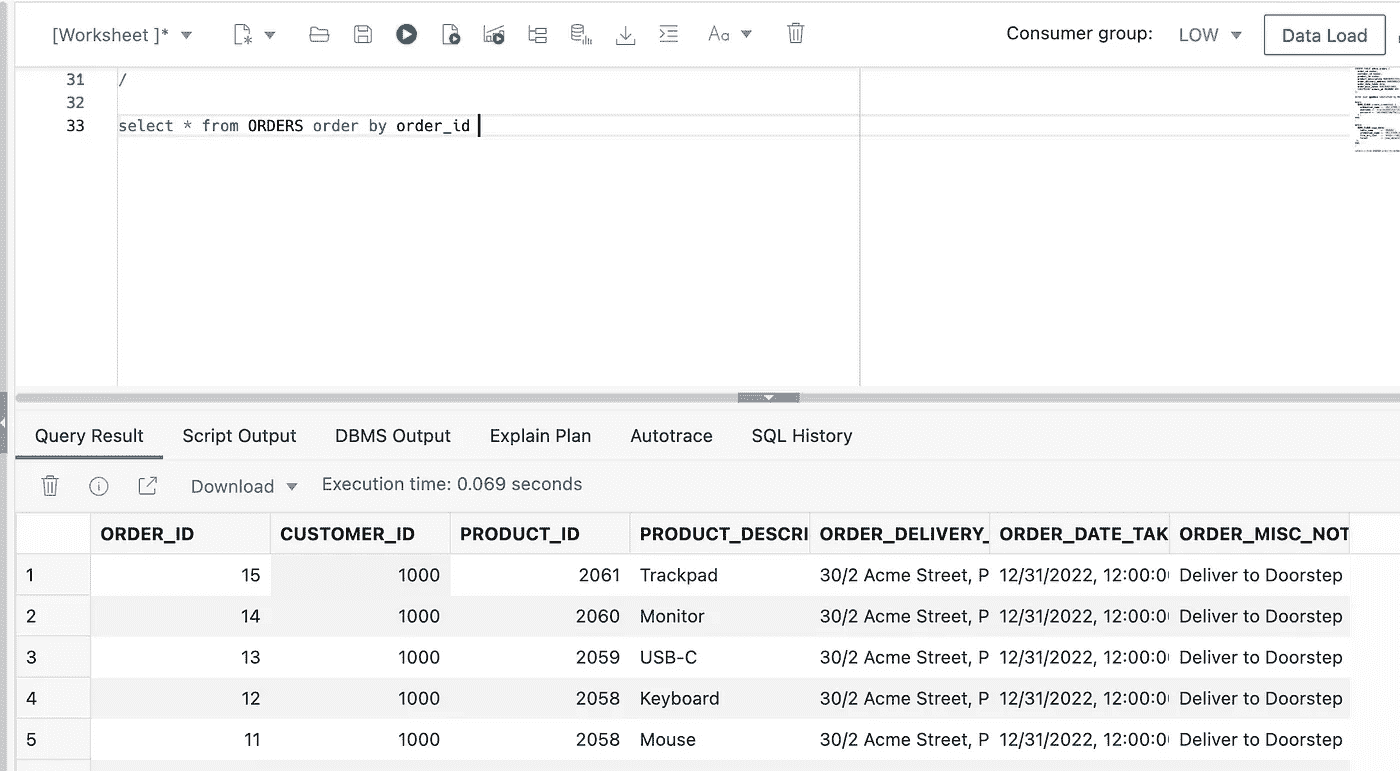 [Worksheet ]* Aa Consumer group: LOW Data Load
31 /
32
33 select * from ORDERS order by order_id
Query Result Script Output DBMS Output Explain Plan Autotrace SQL History
Download Execution time: 0.069 seconds
ORDER_ID CUSTOMER_ID PRODUCT_ID PRODUCT_DESCRI ORDER_DELIVERY_ ORDER_DATE_TAK ORDER_MISC_NOT
1 15 1000 2061 Trackpad 30/2 Acme Street, P 12/31/2022, 12:00:0 Deliver to Doorstep
2 14 1000 2060 Monitor 30/2 Acme Street, P 12/31/2022, 12:00:0 Deliver to Doorstep
3 13 1000 2059 USB-C 30/2 Acme Street, P 12/31/2022, 12:00:0 Deliver to Doorstep
4 12 1000 2058 Keyboard 30/2 Acme Street, P 12/31/2022, 12:00:0 Deliver to Doorstep
5 11 1000 2058 Mouse 30/2 Acme Street, P 12/31/2022, 12:00:0 Deliver to Doorstep